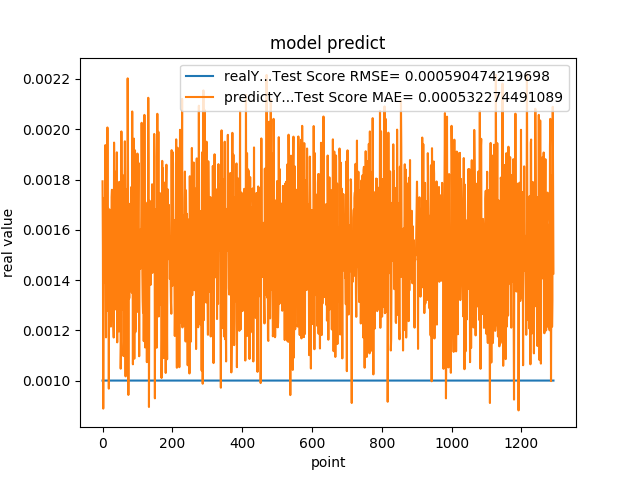 model predict
realY...Test Score RMSE= 0.000590474219698
predictY...Test Score MAE= 0.000532274491089
0.0022
0.0020
0.0018
0.0016
0.0014
0.0012
0.0010
real value
0 200 400 600 800 1000 1200
point